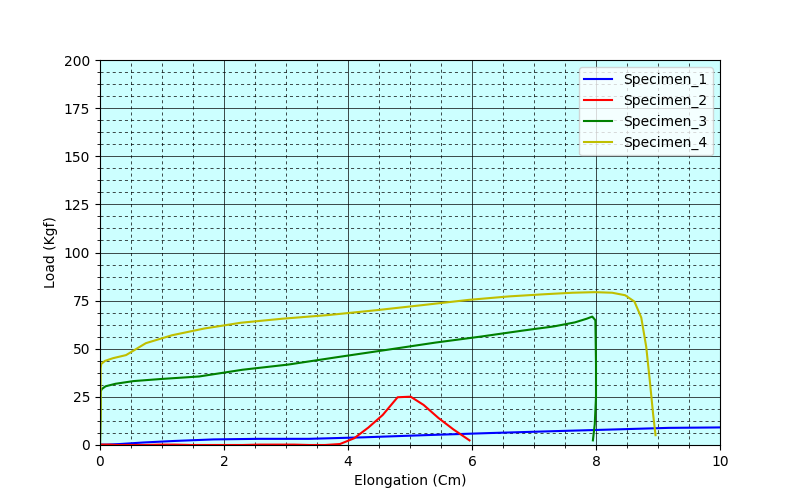 200
175
150
125
100
75
50
25
0
Load (Kgf)
0 2 4 6 8 10
Elongation (Cm)
Specimen_1
Specimen_2
Specimen_3
Specimen_4